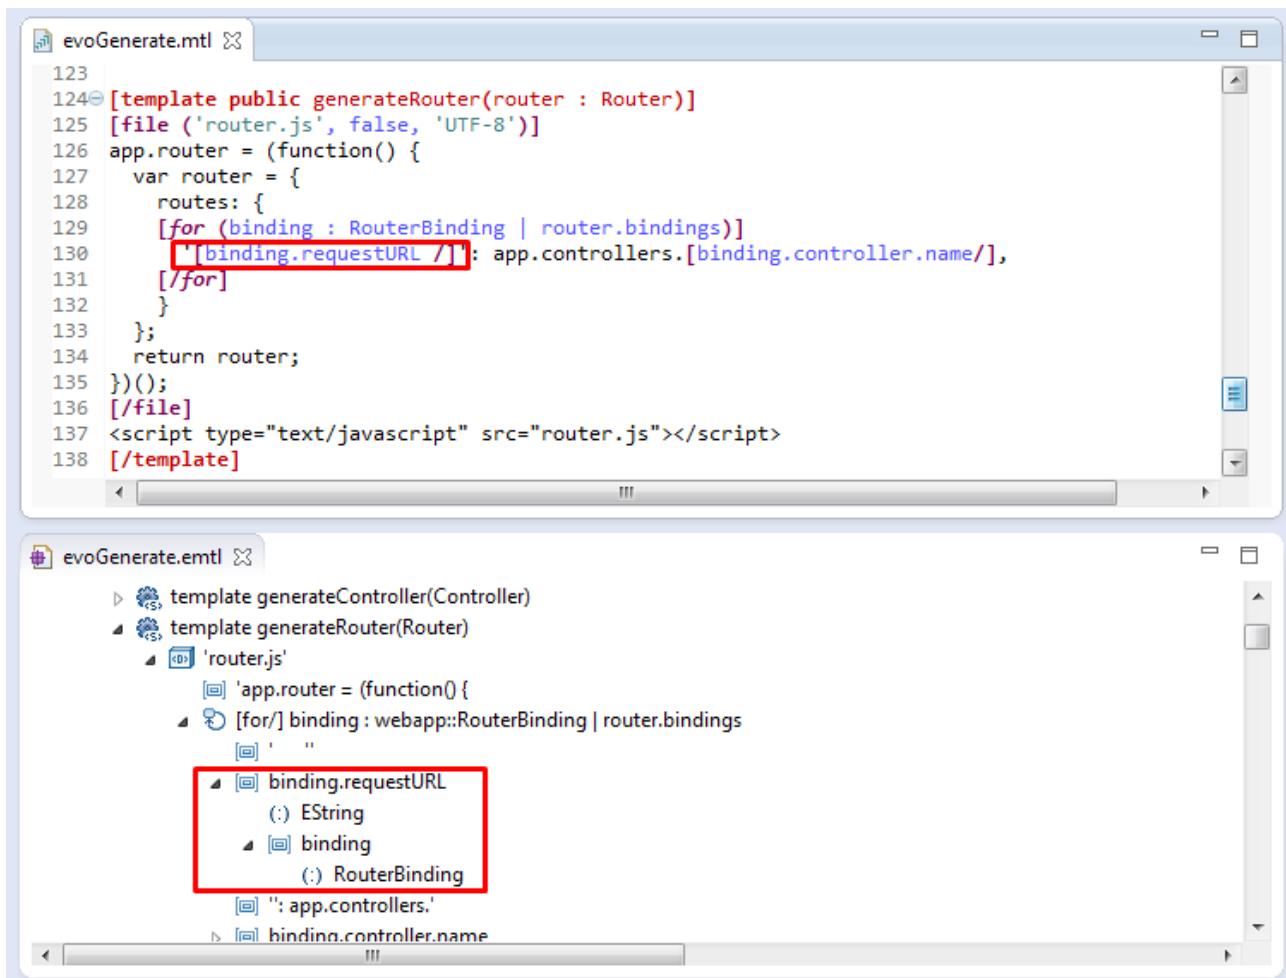 evoGenerate.mtl
123
124 [template public generateRouter(router : Router)]
125 [file ('router.js', false, 'UTF-8')]
126 app.router = (function() {
127   var router = {
128     routes: {
129     [for (binding : RouterBinding | router.bindings)]
130       '[binding.requestURL /]': app.controllers.[binding.controller.name/],
131     [/for]
132     }
133   };
134   return router;
135 })();
136 [/file]
137 <script type="text/javascript" src="router.js"></script>
138 [/template]
evoGenerate.emtl
template generateController(Controller)
template generateRouter(Router)
'router.js'
'app.router = (function() {
[for/] binding : webapp::RouterBinding | router.bindings
'     ''
binding.requestURL
(:) EString
binding
(:) RouterBinding
'': app.controllers.'
binding.controller.name